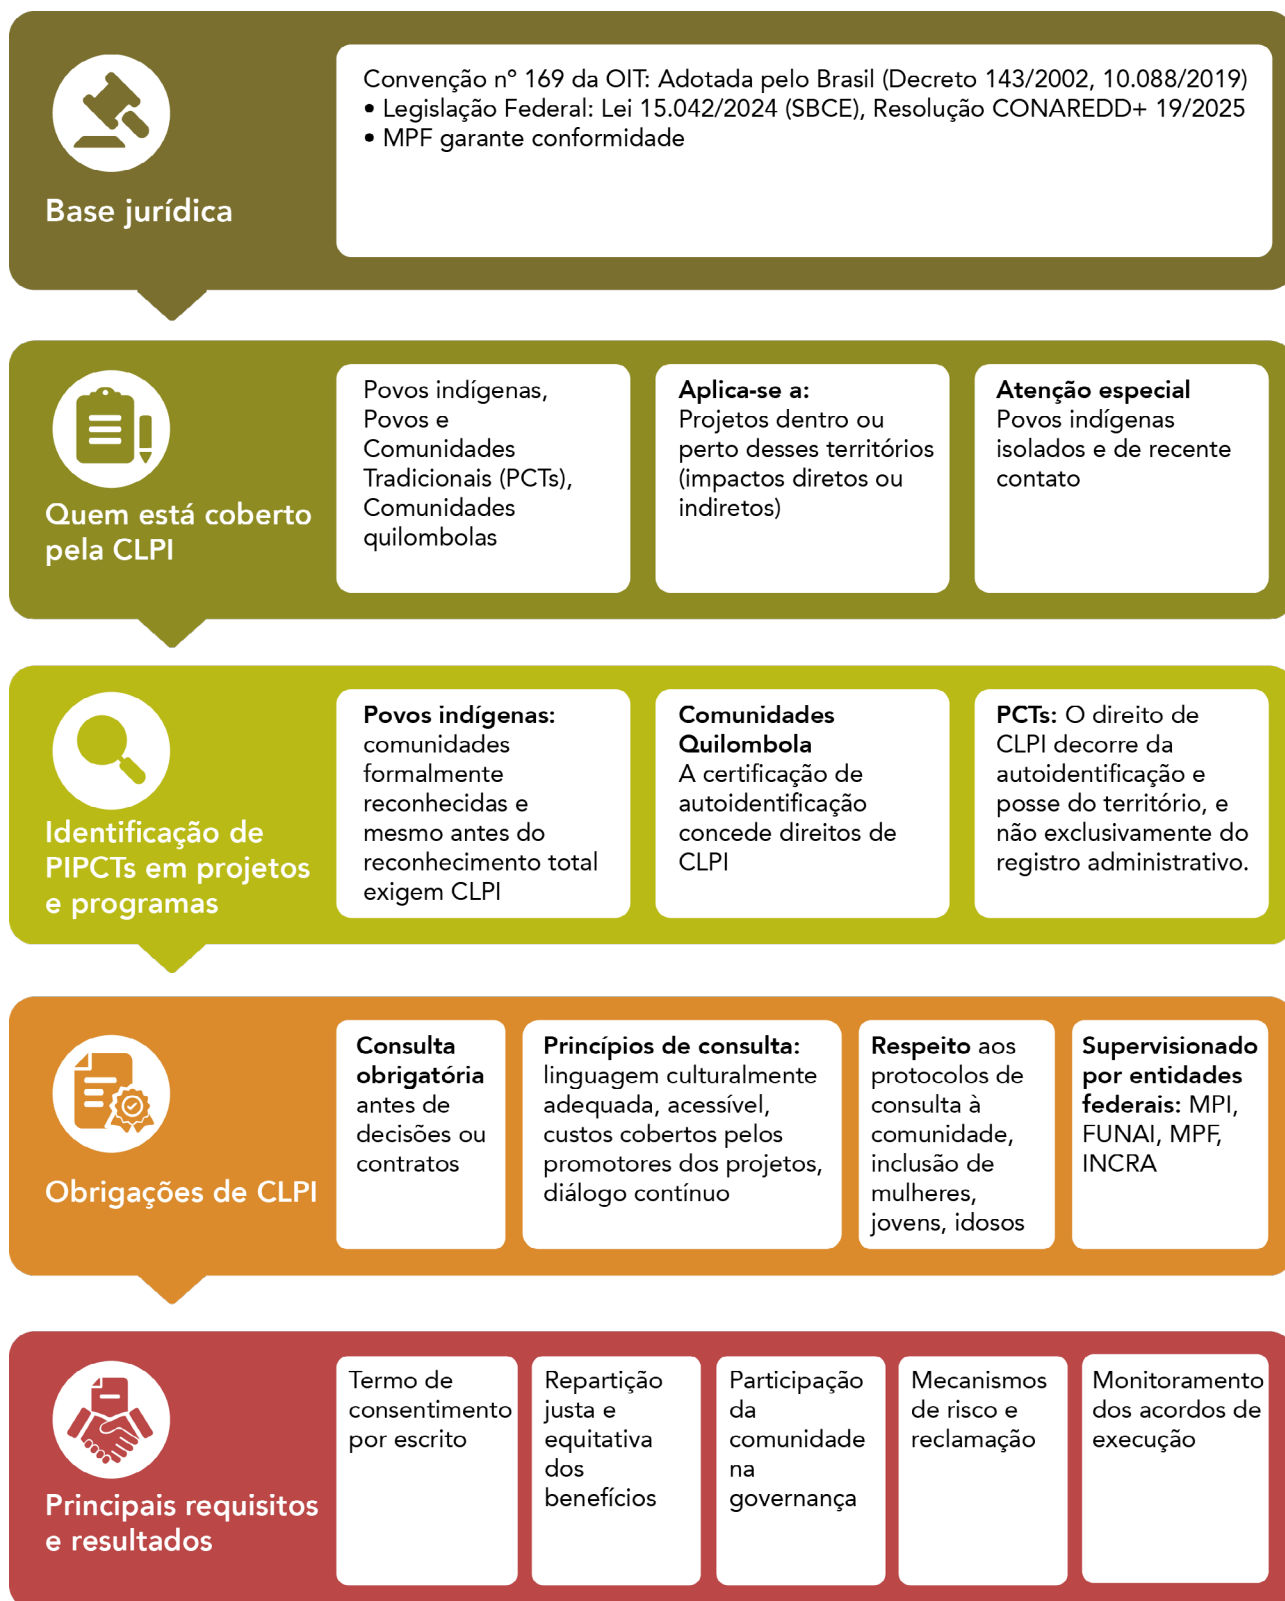 Convenção nº 169 da OIT: Adotada pelo Brasil (Decreto 143/2002, 10.088/2019)
• Legislação Federal: Lei 15.042/2024 (SBCE), Resolução CONAREDD+ 19/2025
• MPF garante conformidade
Base jurídica
Quem está coberto
pela CLPI
Povos indígenas,
Povos e
Comunidades
Tradicionais (PCTs),
Comunidades
quilombolas
Aplica-se a:
Projetos dentro ou
perto desses territórios
(impactos diretos ou
indiretos)
Atenção especial
Povos indígenas
isolados e de recente
contato
Identificação de
PIPCTs em projetos
e programas
Povos indígenas:
comunidades
formalmente
reconhecidas e
mesmo antes do
reconhecimento total
exigem CLPI
Comunidades
Quilombola
A certificação de
autoidentificação
concede direitos de
CLPI
PCTs: O direito de
CLPI decorre da
autoidentificação e
posse do território, e
não exclusivamente do
registro administrativo.
Obrigações de CLPI
Consulta
obrigatória
antes de
decisões ou
contratos
Princípios de consulta:
linguagem culturalmente
adequada, acessível,
custos cobertos pelos
promotores dos projetos,
diálogo contínuo
Respeito aos
protocolos de
consulta à
comunidade,
inclusão de
mulheres,
jovens, idosos
Supervisionado
por entidades
federais: MPI,
FUNAI, MPF,
INCRA
Principais requisitos
e resultados
Termo de
consentimento
por escrito
Repartição
justa e
equitativa
dos
benefícios
Participação
da
comunidade
na
governança
Mecanismos
de risco e
reclamação
Monitoramento
dos acordos de
execução